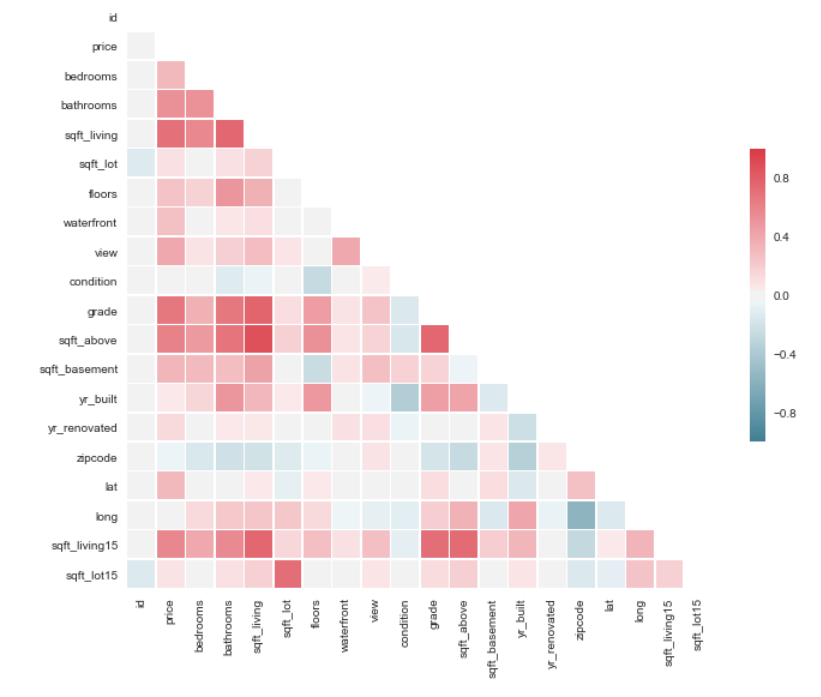 id
price
bedrooms
bathrooms
sqft_living
sqft_lot
floors
waterfront
view
condition
grade
sqft_above
sqft_basement
yr_built
yr_renovated
zipcode
lat
long
sqft_living15
sqft_lot15
id
price
bedrooms
bathrooms
sqft_living
sqft_lot
floors
waterfront
view
condition
grade
sqft_above
sqft_basement
yr_built
yr_renovated
zipcode
lat
long
sqft_living15
sqft_lot15
0.8
0.4
0.0
−0.4
−0.8